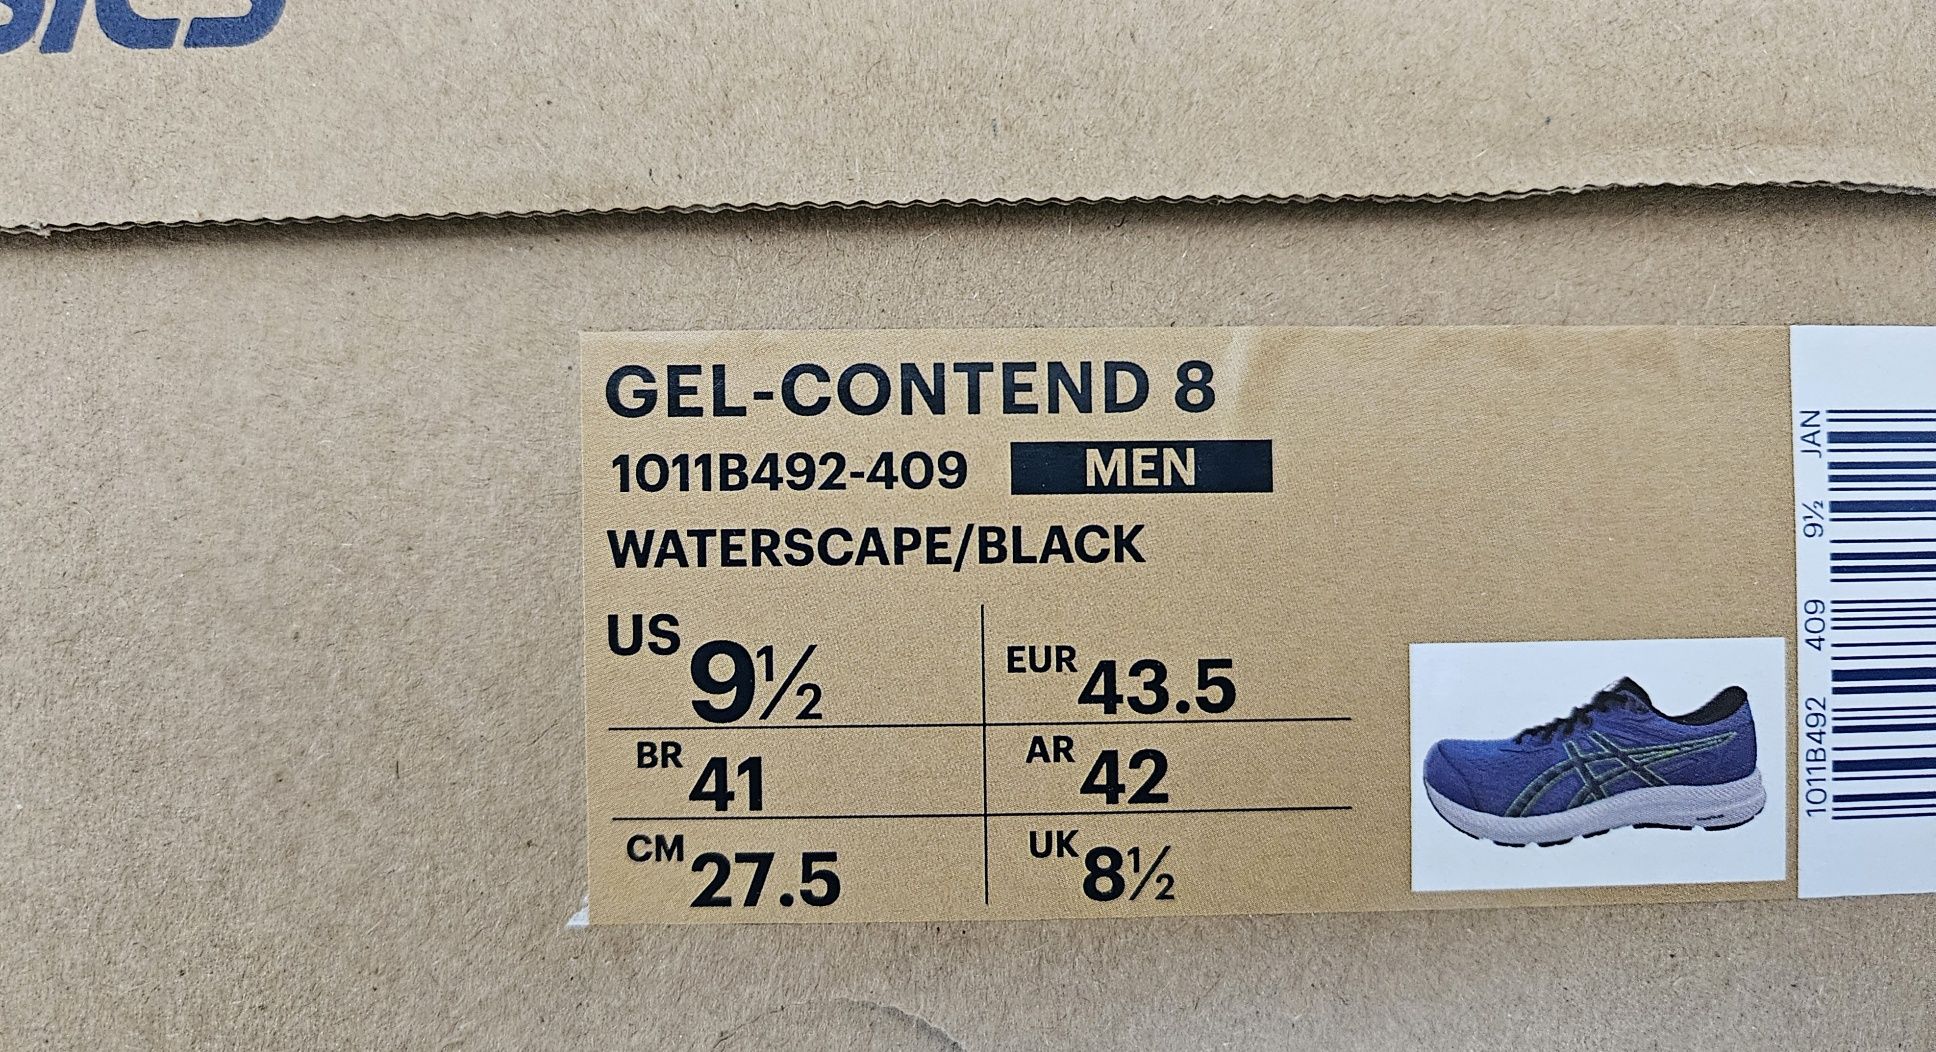 GEL-CONTEND 8
1011B492-409 MEN
WATERSCAPE/BLACK
US 9½
EUR 43.5
BR 41
AR 42
CM 27.5
UK 8½
1011B492 409 9½ JAN